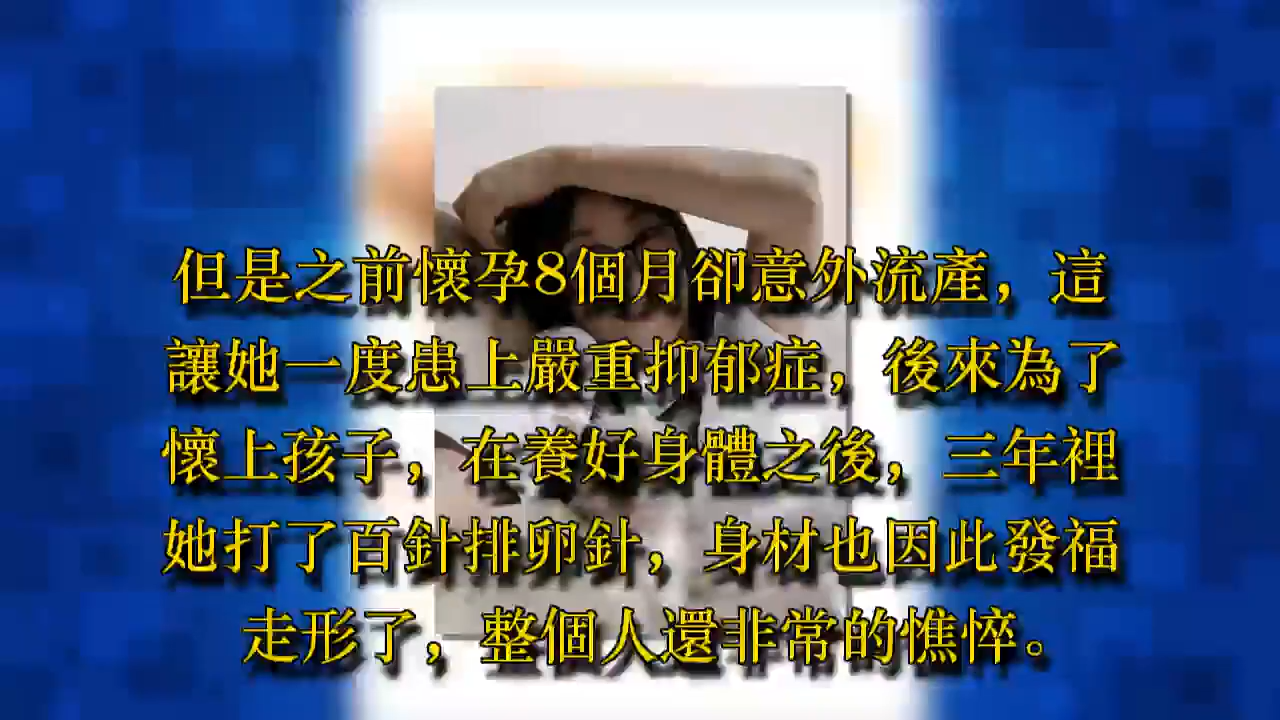 但是之前懷孕8個月卻意外流產，這
讓她一度患上嚴重抑郁症，後來為了
懷上孩子，在養好身體之後，三年裡
她打了百針排卵針，身材也因此發福
走形了，整個人還非常的憔悴。